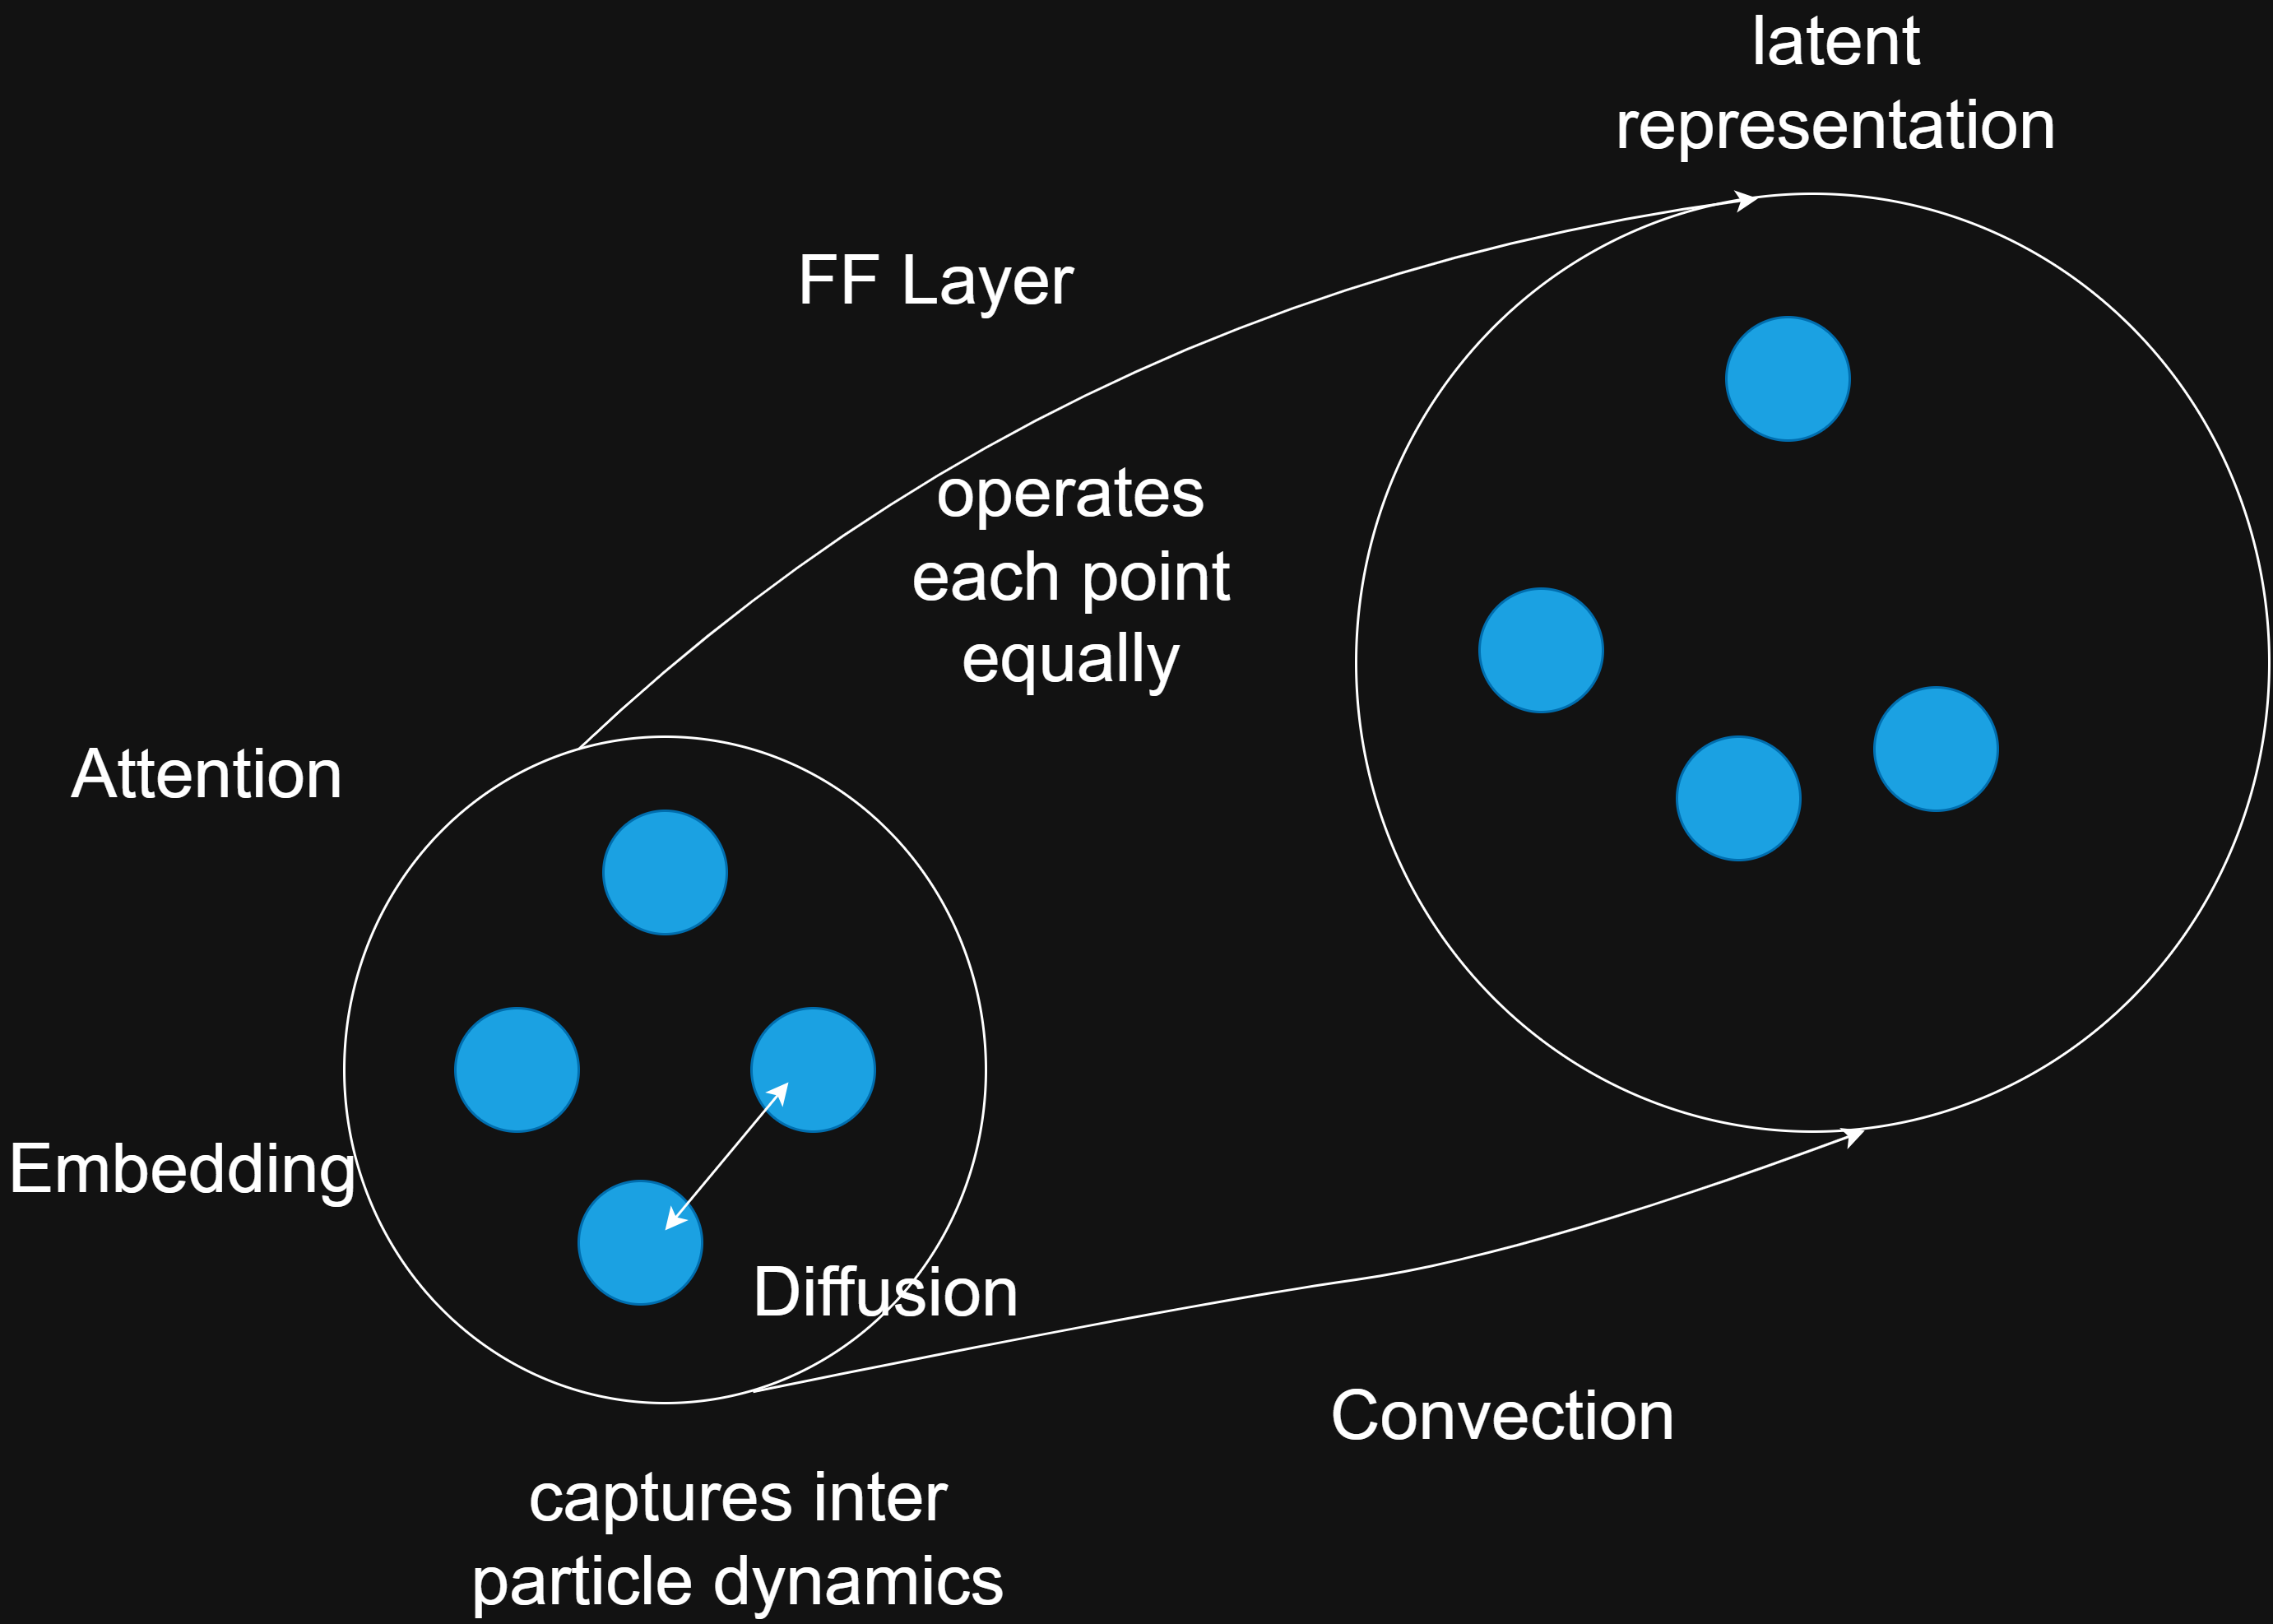 latent
representation
FF Layer
operates
each point
equally
Attention
Embedding
Diffusion
Convection
captures inter
particle dynamics